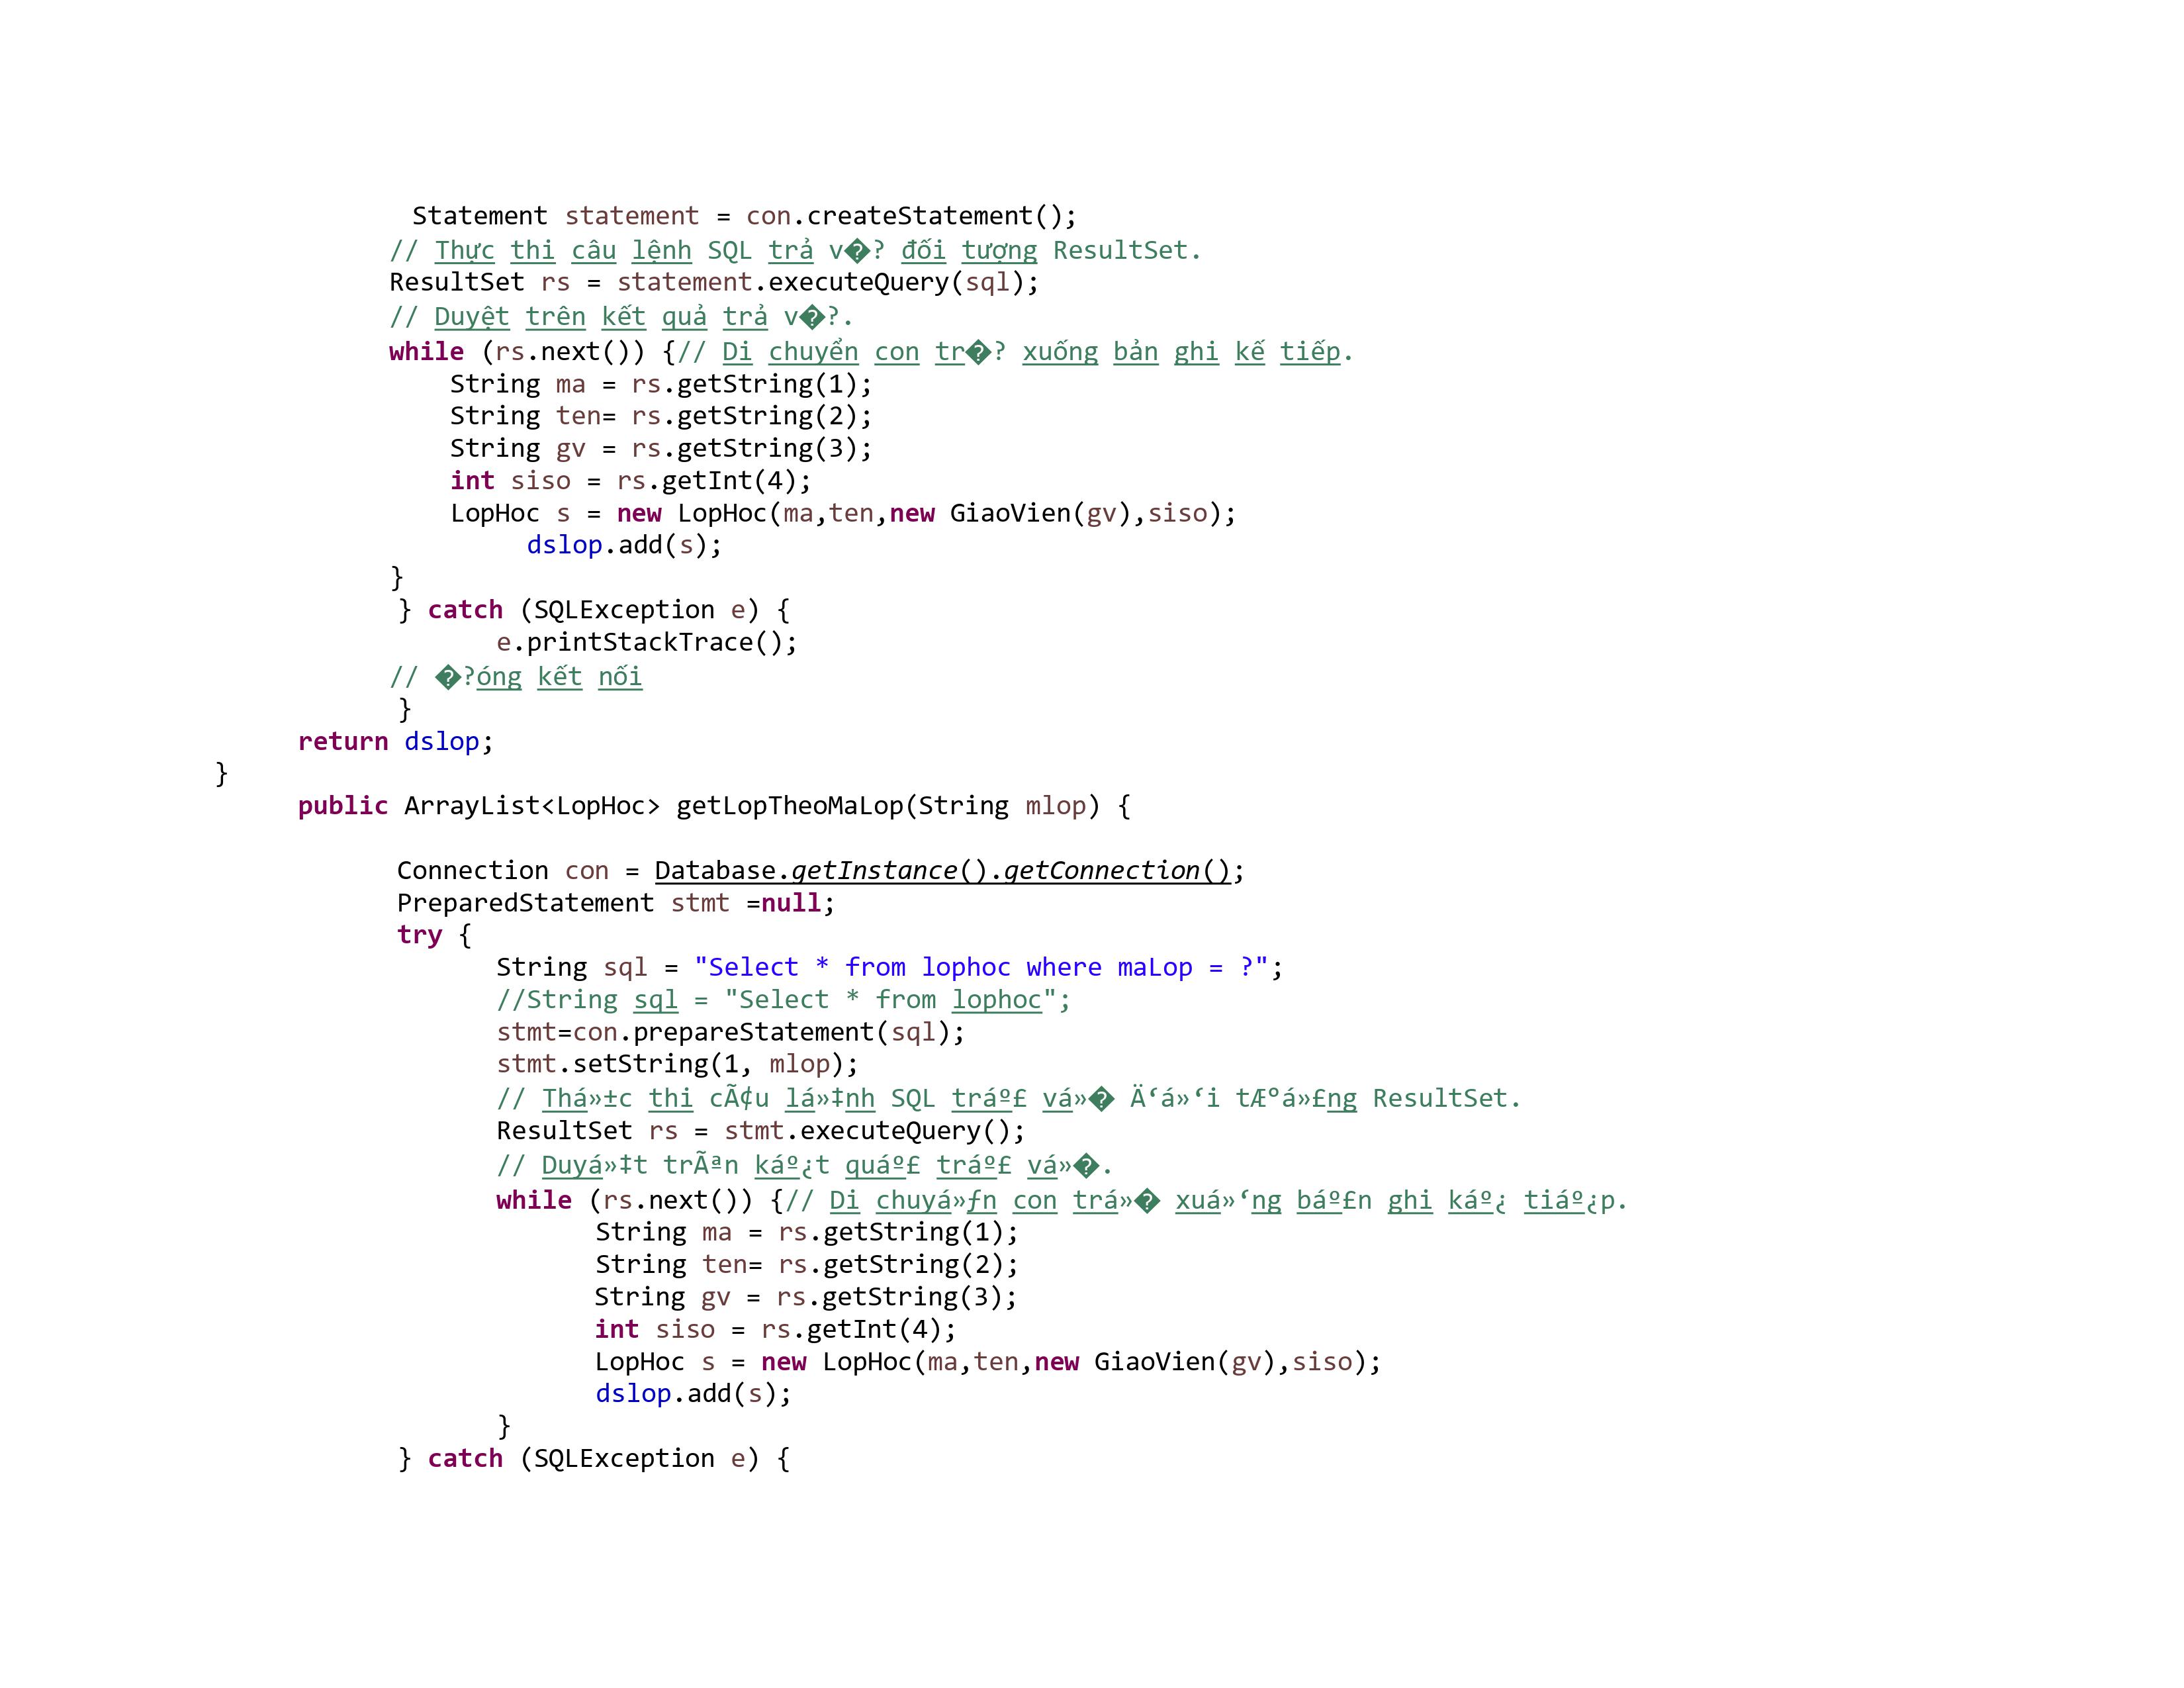 Statement statement = con.createStatement();
// Thực thi câu lệnh SQL trả v�? đối tượng ResultSet.
ResultSet rs = statement.executeQuery(sql);
// Duyệt trên kết quả trả v�?.
while (rs.next()) {// Di chuyển con tr�? xuống bản ghi kế tiếp.
String ma = rs.getString(1);
String ten= rs.getString(2);
String gv = rs.getString(3);
int siso = rs.getInt(4);
LopHoc s = new LopHoc(ma,ten,new GiaoVien(gv),siso);
dslop.add(s);
}
} catch (SQLException e) {
e.printStackTrace();
// �?óng kết nối
}
return dslop;
}
public ArrayList<LopHoc> getLopTheoMaLop(String mlop) {
Connection con = Database.getInstance().getConnection();
PreparedStatement stmt =null;
try {
String sql = "Select * from lophoc where maLop = ?";
//String sql = "Select * from lophoc";
stmt=con.prepareStatement(sql);
stmt.setString(1, mlop);
// Thá»±c thi cÃ¢u lá»‡nh SQL tráº£ vá»� Ä‘á»‘i tÆ°á»£ng ResultSet.
ResultSet rs = stmt.executeQuery();
// Duyá»‡t trÃªn káº¿t quáº£ tráº£ vá»�.
while (rs.next()) {// Di chuyá»ƒn con trá»� xuá»‘ng báº£n ghi káº¿ tiáº¿p.
String ma = rs.getString(1);
String ten= rs.getString(2);
String gv = rs.getString(3);
int siso = rs.getInt(4);
LopHoc s = new LopHoc(ma,ten,new GiaoVien(gv),siso);
dslop.add(s);
}
} catch (SQLException e) {